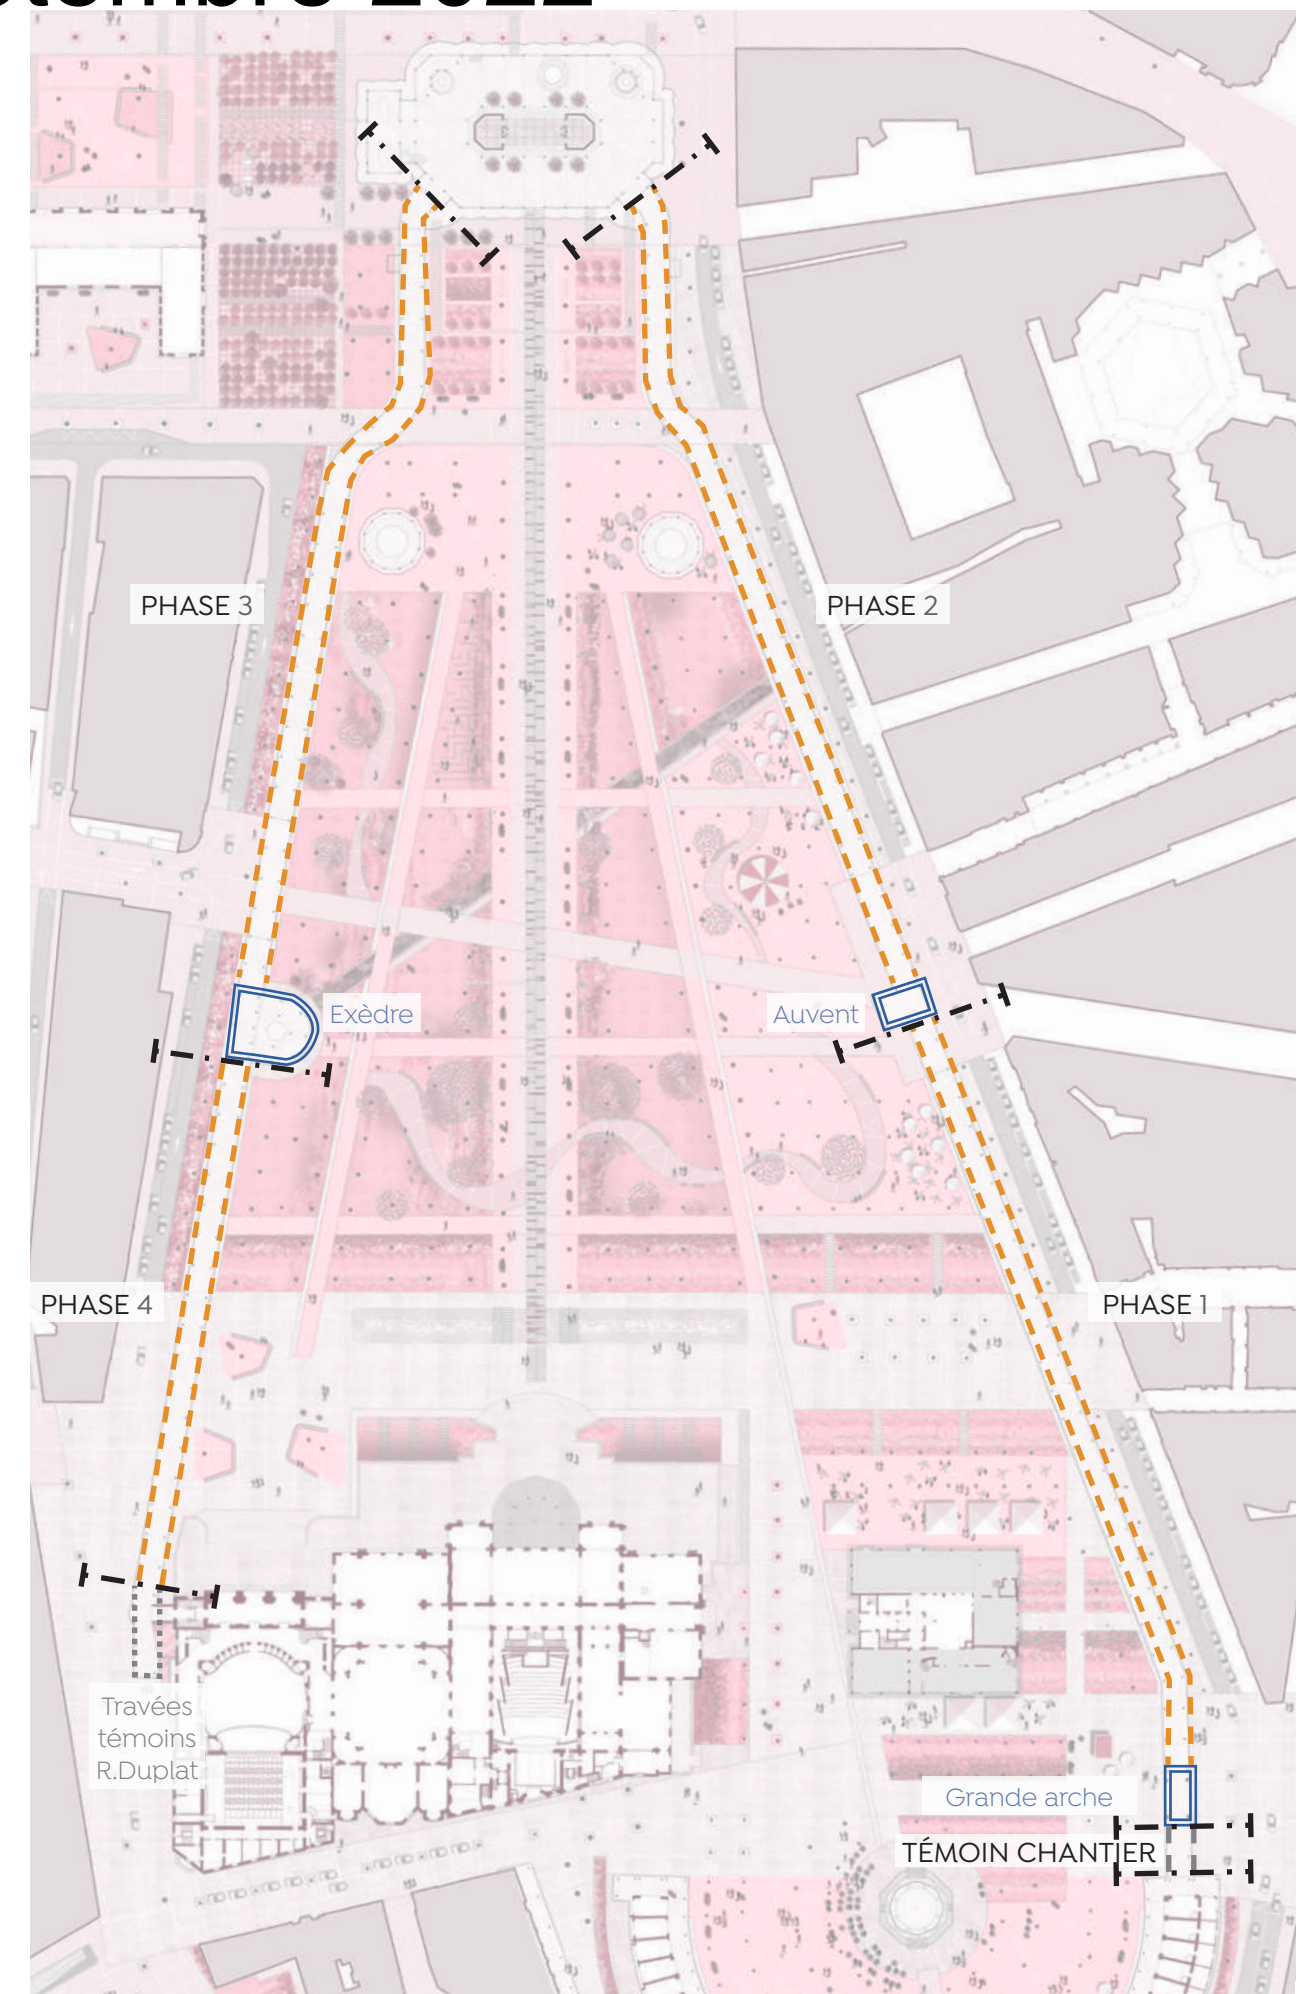 PHASE 3
PHASE 2
Exèdre
Auvent
PHASE 4
PHASE 1
Travées
témoins
R.Duplat
Grande arche
TÉMOIN CHANTIER